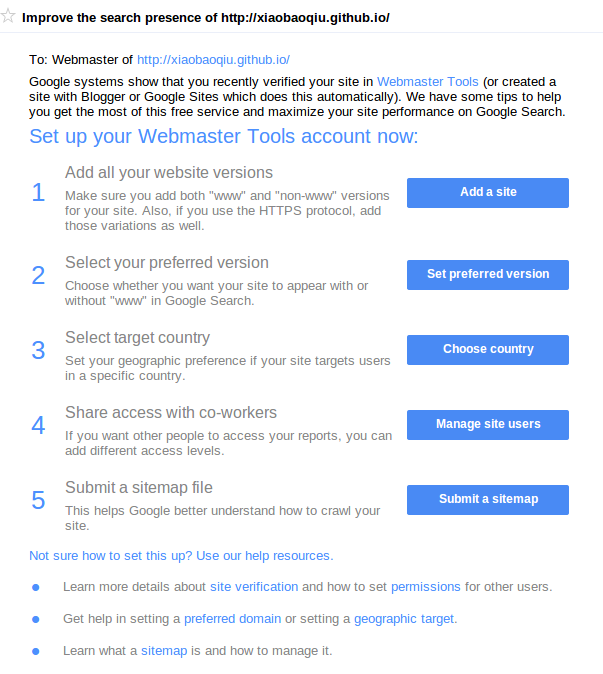 Improve the search presence of http://xiaobaoqiu.github.io/
To: Webmaster of http://xiaobaoqiu.github.io/
Google systems show that you recently verified your site in Webmaster Tools (or created a
site with Blogger or Google Sites which does this automatically). We have some tips to help
you get the most of this free service and maximize your site performance on Google Search.
Set up your Webmaster Tools account now:
1
Add all your website versions
Make sure you add both "www" and "non-www" versions
for your site. Also, if you use the HTTPS protocol, add
those variations as well.
Add a site
2
Select your preferred version
Choose whether you want your site to appear with or
without "www" in Google Search.
Set preferred version
3
Select target country
Set your geographic preference if your site targets users
in a specific country.
Choose country
4
Share access with co-workers
If you want other people to access your reports, you can
add different access levels.
Manage site users
5
Submit a sitemap file
This helps Google better understand how to crawl your
site.
Submit a sitemap
Not sure how to set this up? Use our help resources.
Learn more details about site verification and how to set permissions for other users.
Get help in setting a preferred domain or setting a geographic target.
Learn what a sitemap is and how to manage it.